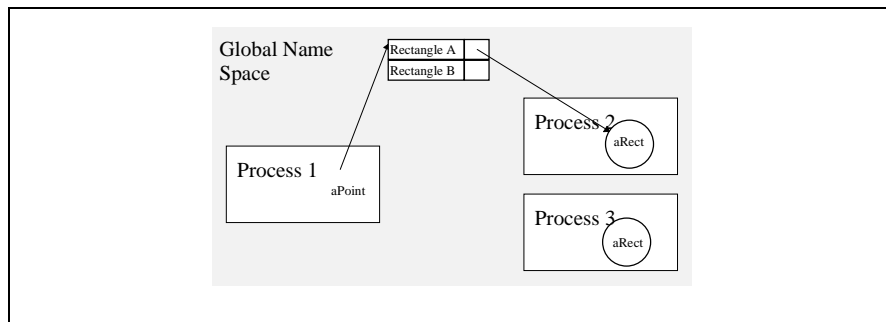 Global Name
Space
Rectangle A
Rectangle B
Process 1
aPoint
Process 2
aRect
Process 3
aRect